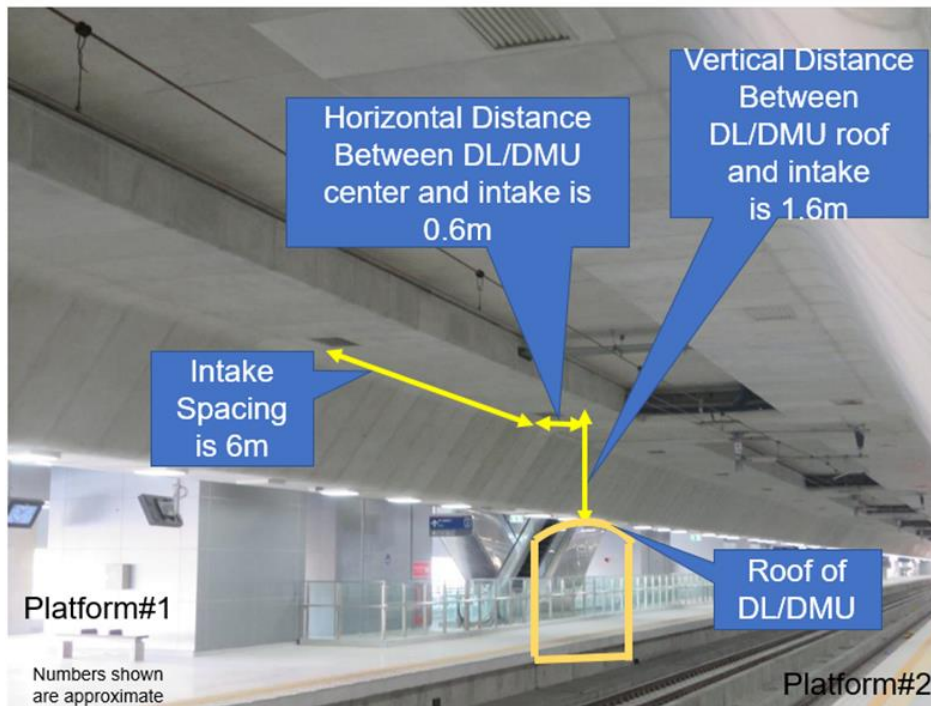 Horizontal Distance
Between DL/DMU
center and intake is
0.6m
Vertical Distance
Between
DL/DMU roof
and intake
is 1.6m
Intake
Spacing
is 6m
Roof of
DL/DMU
Platform#1
Numbers shown
are approximate
Platform#2